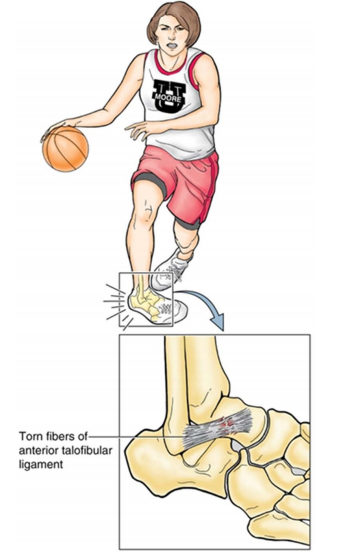 U
MOORE
Torn fibers of
anterior talofibular
ligament